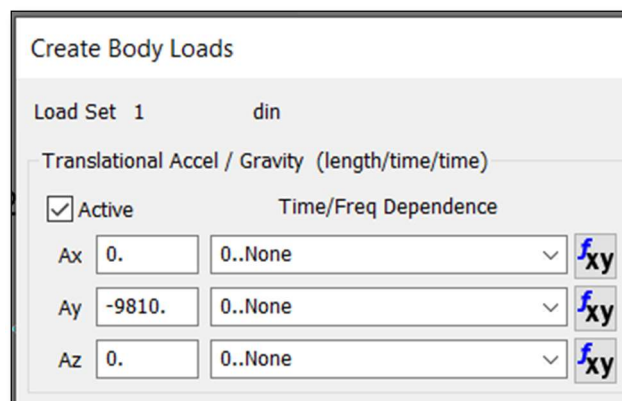 Create Body Loads
Load Set 1 din
Translational Accel / Gravity (length/time/time)
Active Time/Freq Dependence
Ax 0. 0..None fxy
Ay -9810. 0..None fxy
Az 0. 0..None fxy